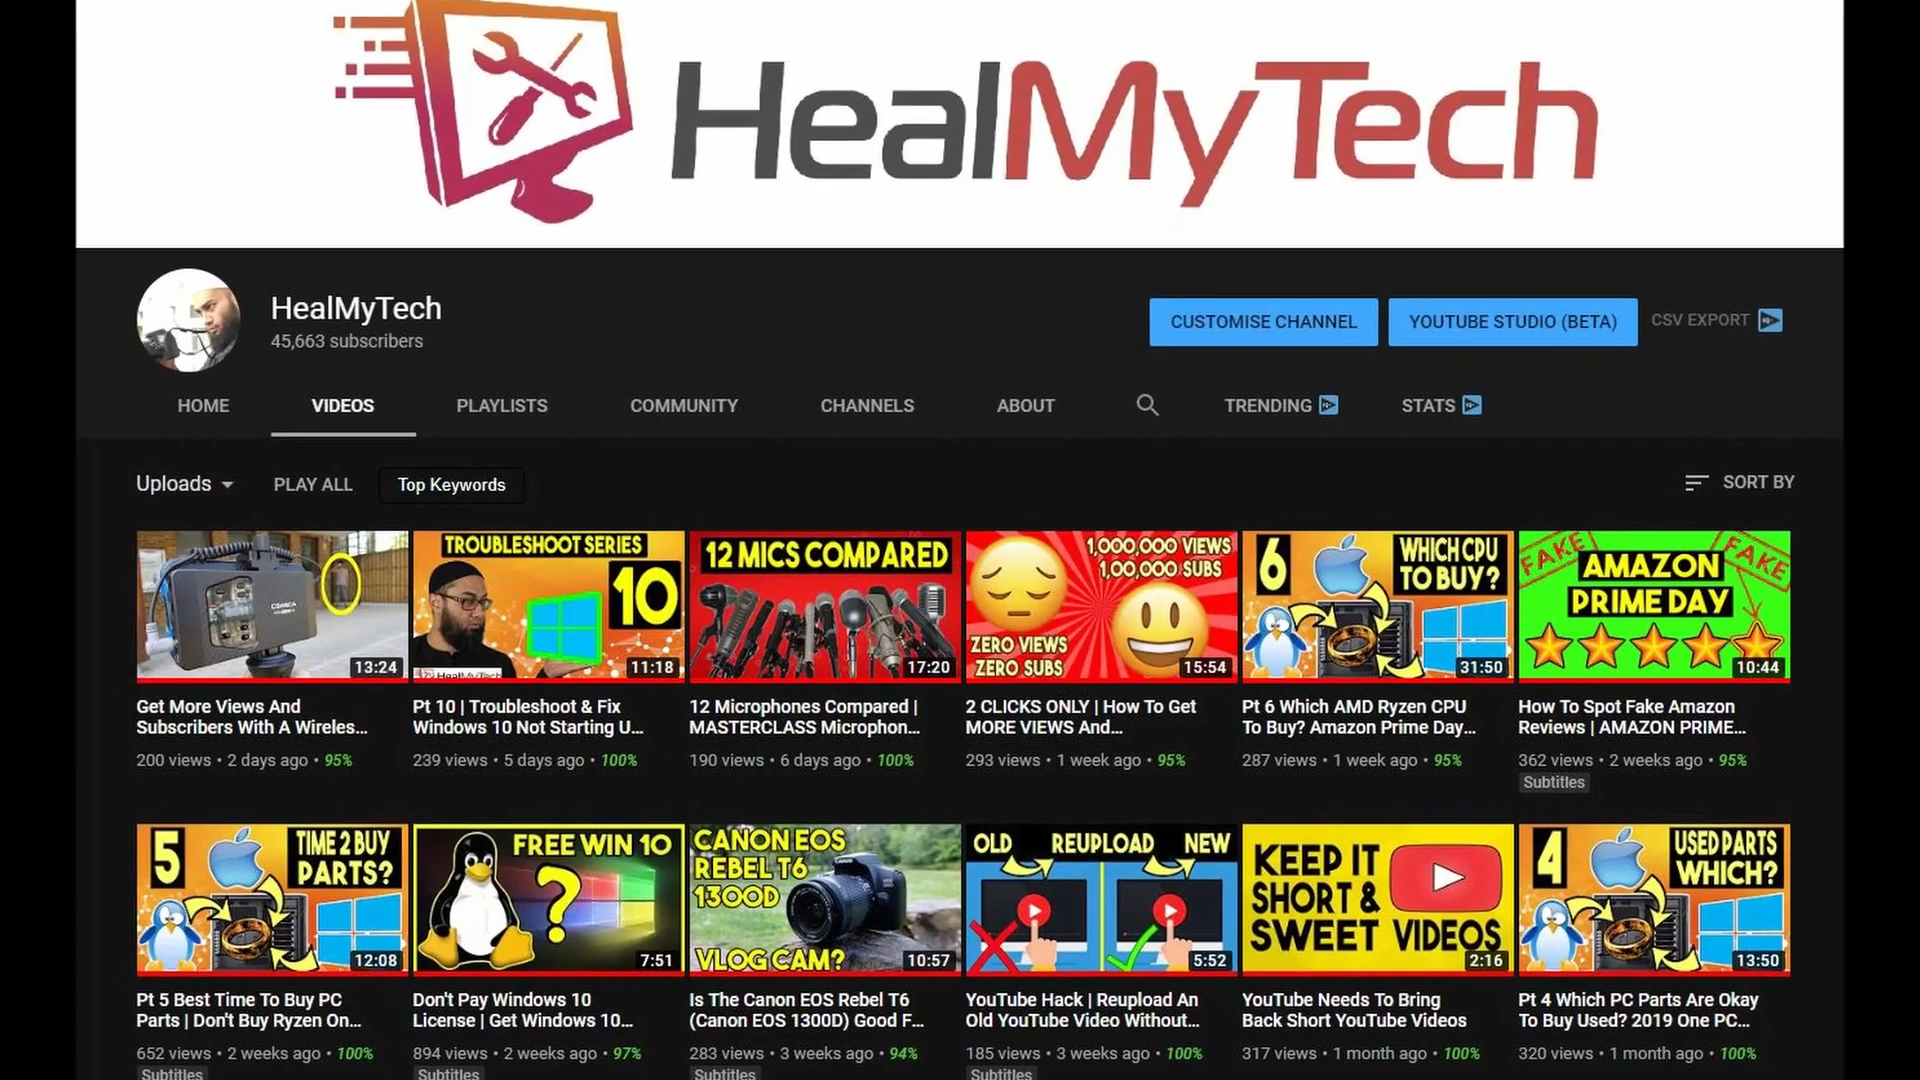 HealMyTech
HealMyTech
45,663 subscribers
CUSTOMISE CHANNEL
YOUTUBE STUDIO (BETA)
CSV EXPORT
HOME
VIDEOS
PLAYLISTS
COMMUNITY
CHANNELS
ABOUT
TRENDING
STATS
Uploads
PLAY ALL
Top Keywords
SORT BY
13:24
Get More Views And
Subscribers With A Wireles...
200 views • 2 days ago • 95%
TROUBLESHOOT SERIES
10
HealMyTech
11:18
Pt 10 | Troubleshoot & Fix
Windows 10 Not Starting U...
239 views • 5 days ago • 100%
12 MICS COMPARED
17:20
12 Microphones Compared |
MASTERCLASS Microphon...
190 views • 6 days ago • 100%
1,000,000 VIEWS
1,00,000 SUBS
ZERO VIEWS
ZERO SUBS
15:54
2 CLICKS ONLY | How To Get
MORE VIEWS And...
293 views • 1 week ago • 95%
6
WHICH CPU
TO BUY?
31:50
Pt 6 Which AMD Ryzen CPU
To Buy? Amazon Prime Day...
287 views • 1 week ago • 95%
FAKE
FAKE
AMAZON
PRIME DAY
10:44
How To Spot Fake Amazon
Reviews | AMAZON PRIME...
362 views • 2 weeks ago • 95%
Subtitles
5
TIME 2 BUY
PARTS?
12:08
Pt 5 Best Time To Buy PC
Parts | Don't Buy Ryzen On...
652 views • 2 weeks ago • 100%
Subtitles
FREE WIN 10
?
7:51
Don't Pay Windows 10
License | Get Windows 10...
894 views • 2 weeks ago • 97%
Subtitles
CANON EOS
REBEL T6
1300D
VLOG CAM?
10:57
Is The Canon EOS Rebel T6
(Canon EOS 1300D) Good F...
283 views • 3 weeks ago • 94%
Subtitles
OLD REUPLOAD NEW
5:52
YouTube Hack | Reupload An
Old YouTube Video Without...
185 views • 3 weeks ago • 100%
Subtitles
KEEP IT
SHORT &
SWEET VIDEOS
2:16
YouTube Needs To Bring
Back Short YouTube Videos
317 views • 1 month ago • 100%
4
USED PARTS
WHICH?
13:50
Pt 4 Which PC Parts Are Okay
To Buy Used? 2019 One PC...
320 views • 1 month ago • 100%